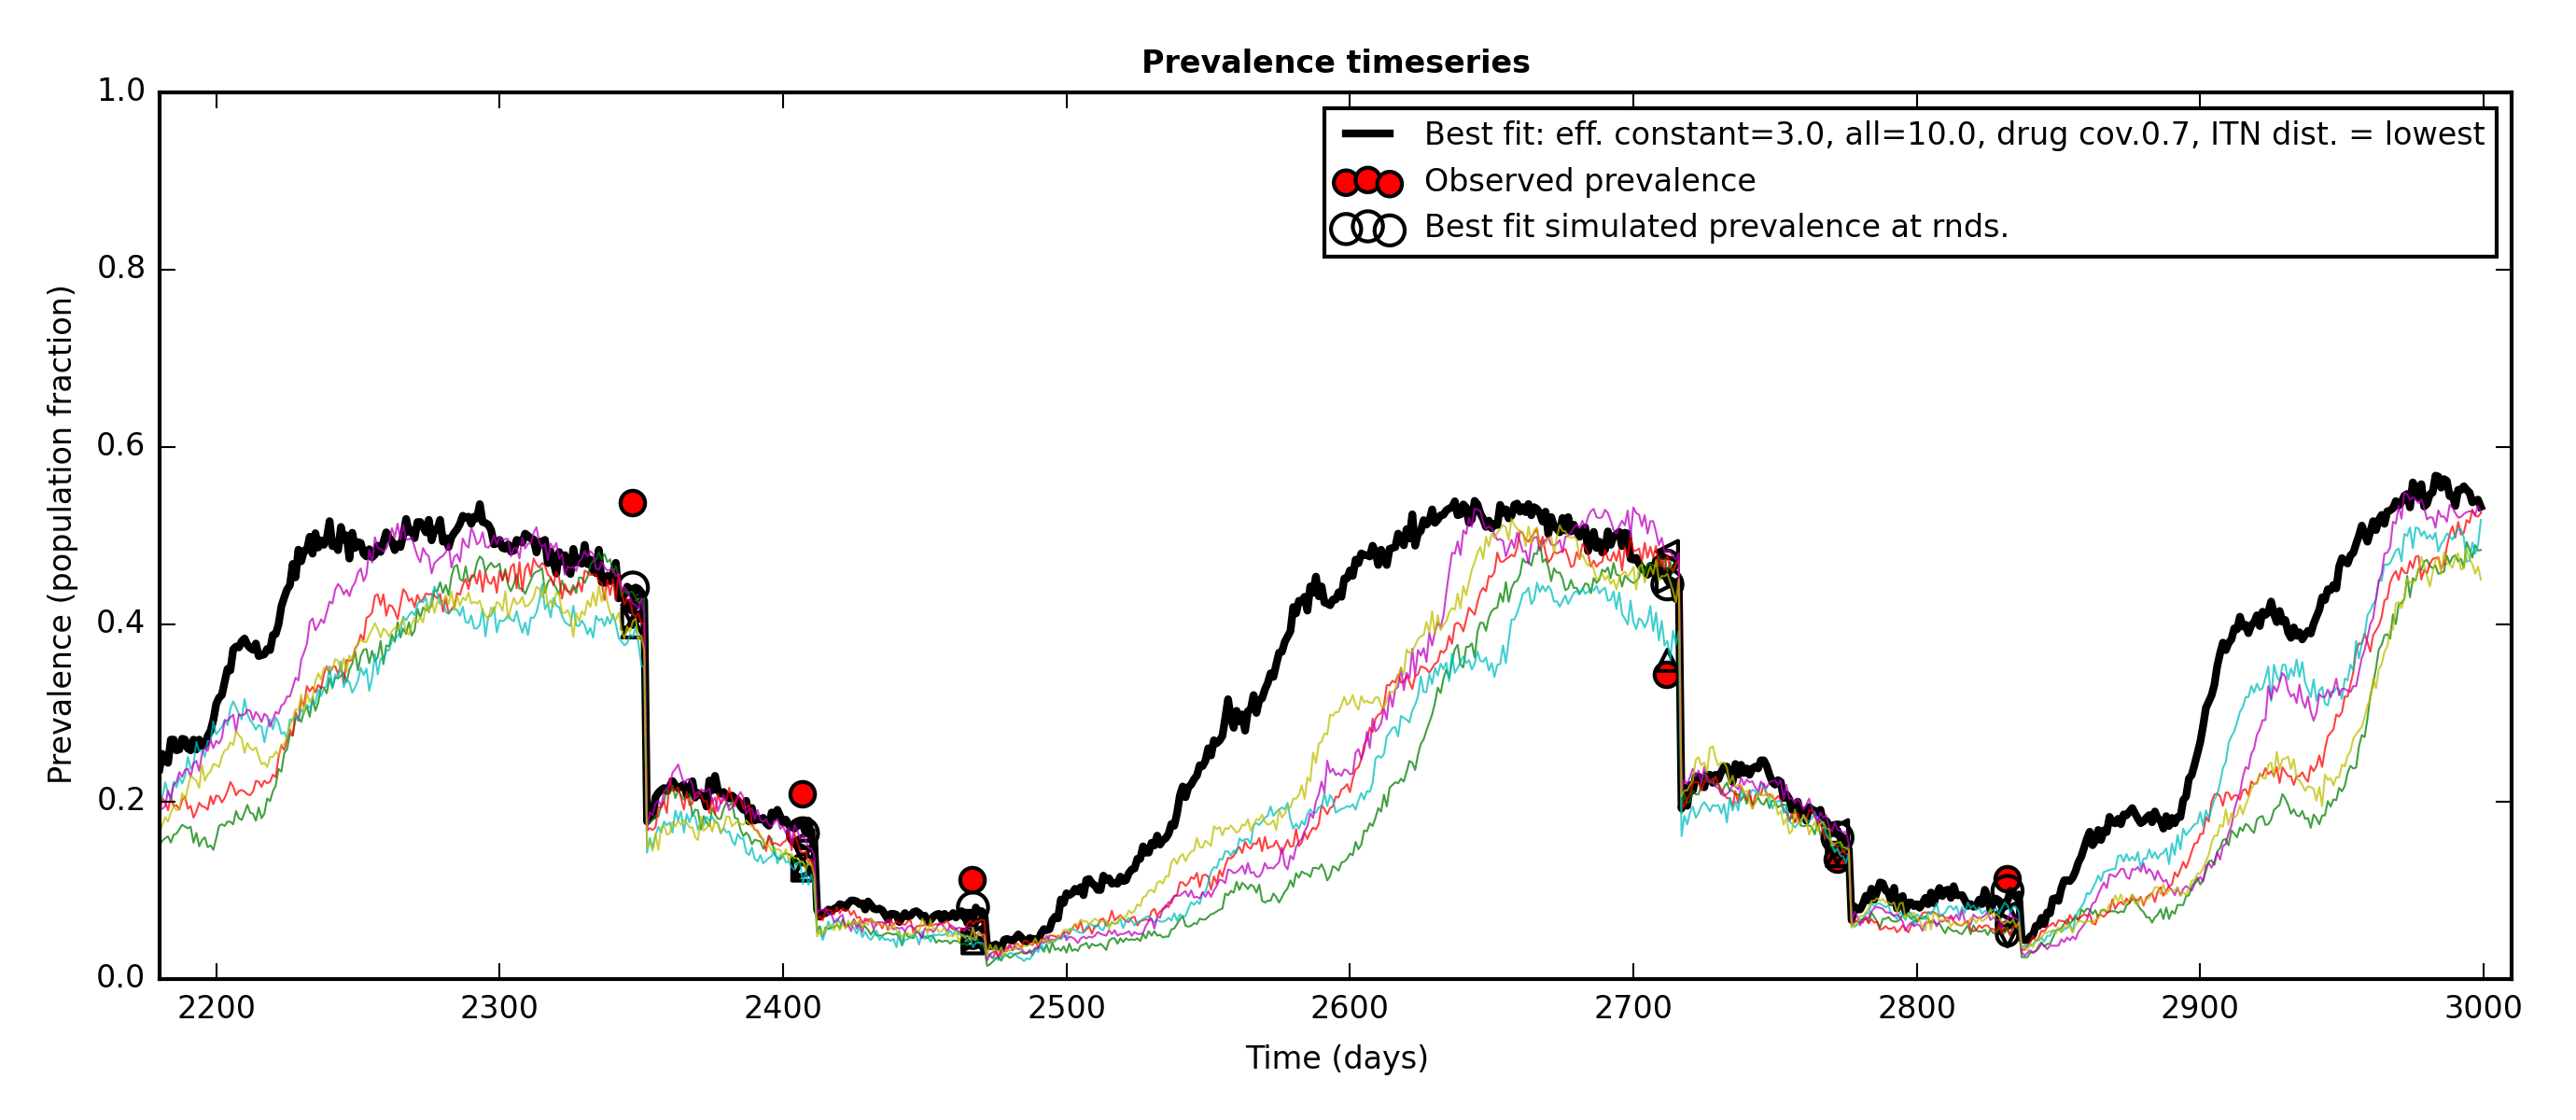 Prevalence timeseries
Best fit: eff. constant=3.0, all=10.0, drug cov.0.7, ITN dist. = lowest
Observed prevalence
Best fit simulated prevalence at rnds.
Prevalence (population fraction)
1.0
0.8
0.6
0.4
0.2
0.0
2200 2300 2400 2500 2600 2700 2800 2900 3000
Time (days)